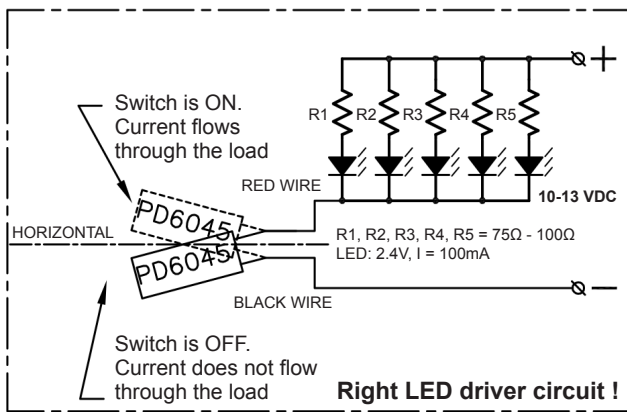 Switch is ON.
Current flows
through the load
R1 R2 R3 R4 R5
+
RED WIRE
10-13 VDC
PD6045
HORIZONTAL
PD6045
R1, R2, R3, R4, R5 = 75Ω - 100Ω
LED: 2.4V, I = 100mA
BLACK WIRE
−
Switch is OFF.
Current does not flow
through the load
Right LED driver circuit !